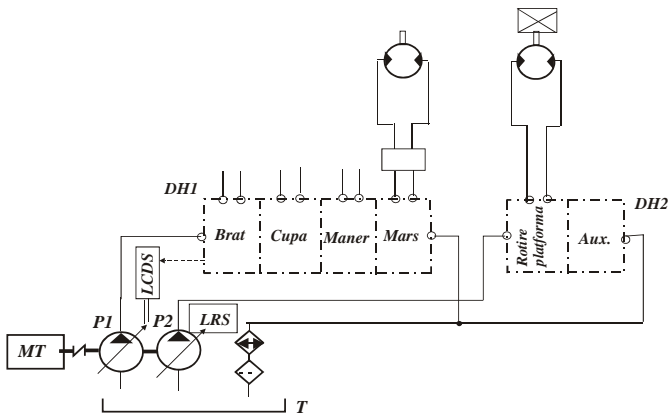 DH1
DH2
Brat
Cupa
Maner
Mars
Rotire
platforma
Aux.
LCDS
P1
P2
LRS
MT
T